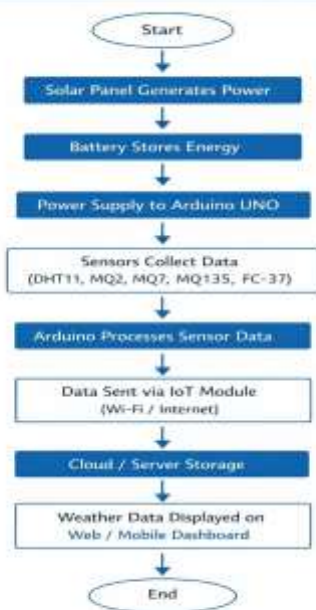 Start
Solar Panel Generates Power
Battery Stores Energy
Power Supply to Arduino UNO
Sensors Collect Data
(DHT11, MQ2, MQ7, MQ135, FC-37)
Arduino Processes Sensor Data
Data Sent via IoT Module
(Wi-Fi / Internet)
Cloud / Server Storage
Weather Data Displayed on
Web / Mobile Dashboard
End